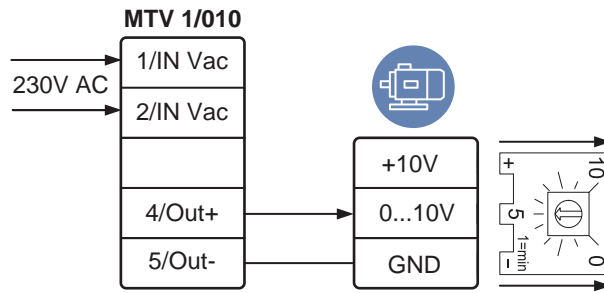 MTV 1/010
230V AC
1/IN Vac
2/IN Vac
4/Out+
5/Out-
+10V
0...10V
GND
+
5
-
1=min
10
0